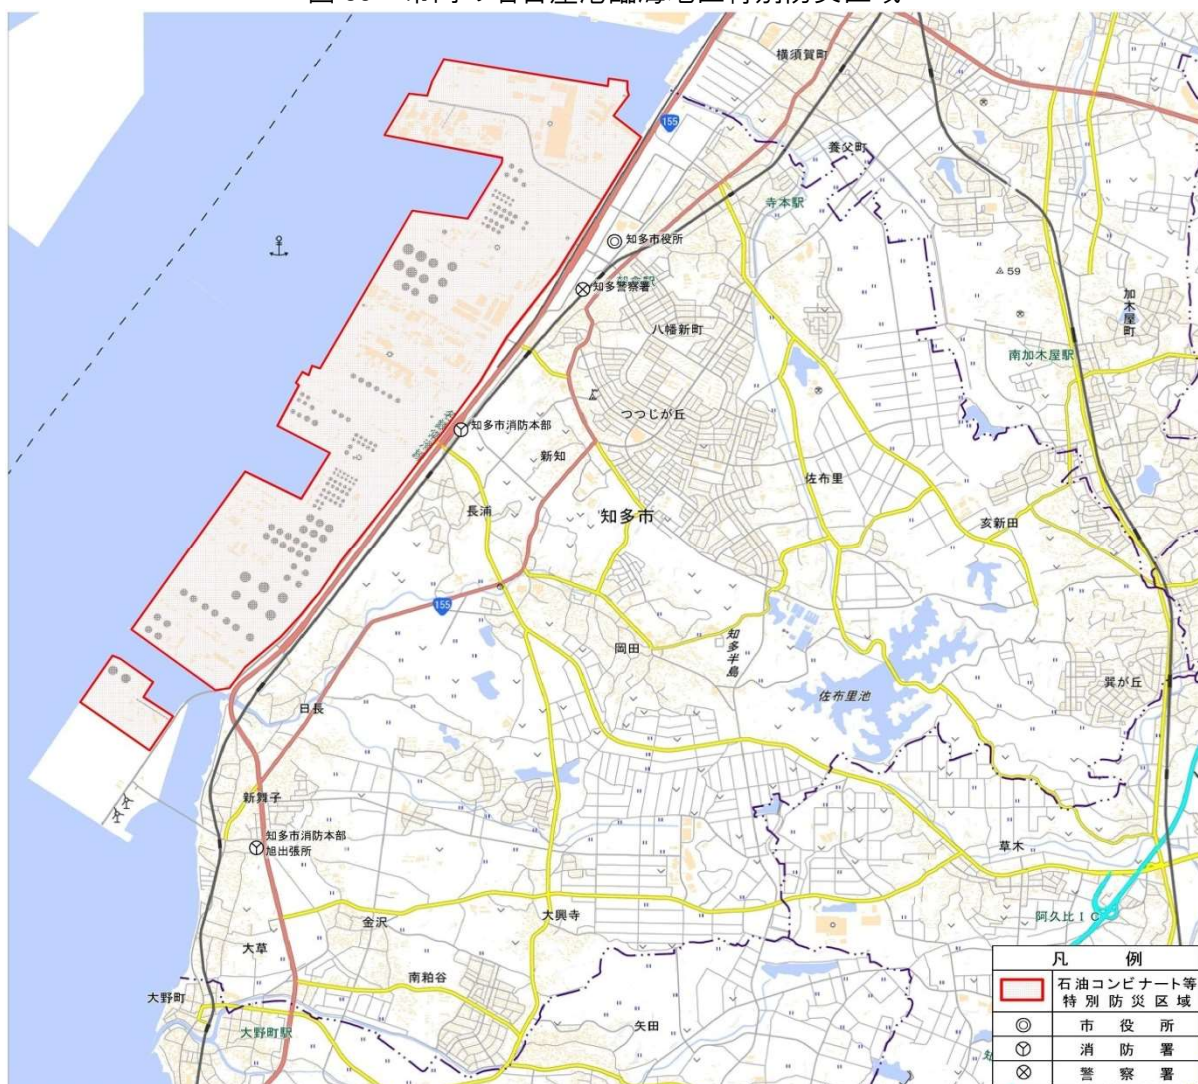 横須賀町
155
養父町
寺本駅
知多市役所
59
知多警察署
加木屋町
八幡新町
南加木屋駅
つつじが丘
知多市消防本部
新知
佐布里
長浦
知多市
亥新田
155
岡田
知多半島
巽が丘
佐布里池
日長
新舞子
知多市消防本部
旭出張所
草木
金沢
大興寺
阿久比IC
大草
南粕谷
大野町
矢田
大野町駅
凡例
石油コンビナート等
特別防災区域
市役所
消防署
警察署